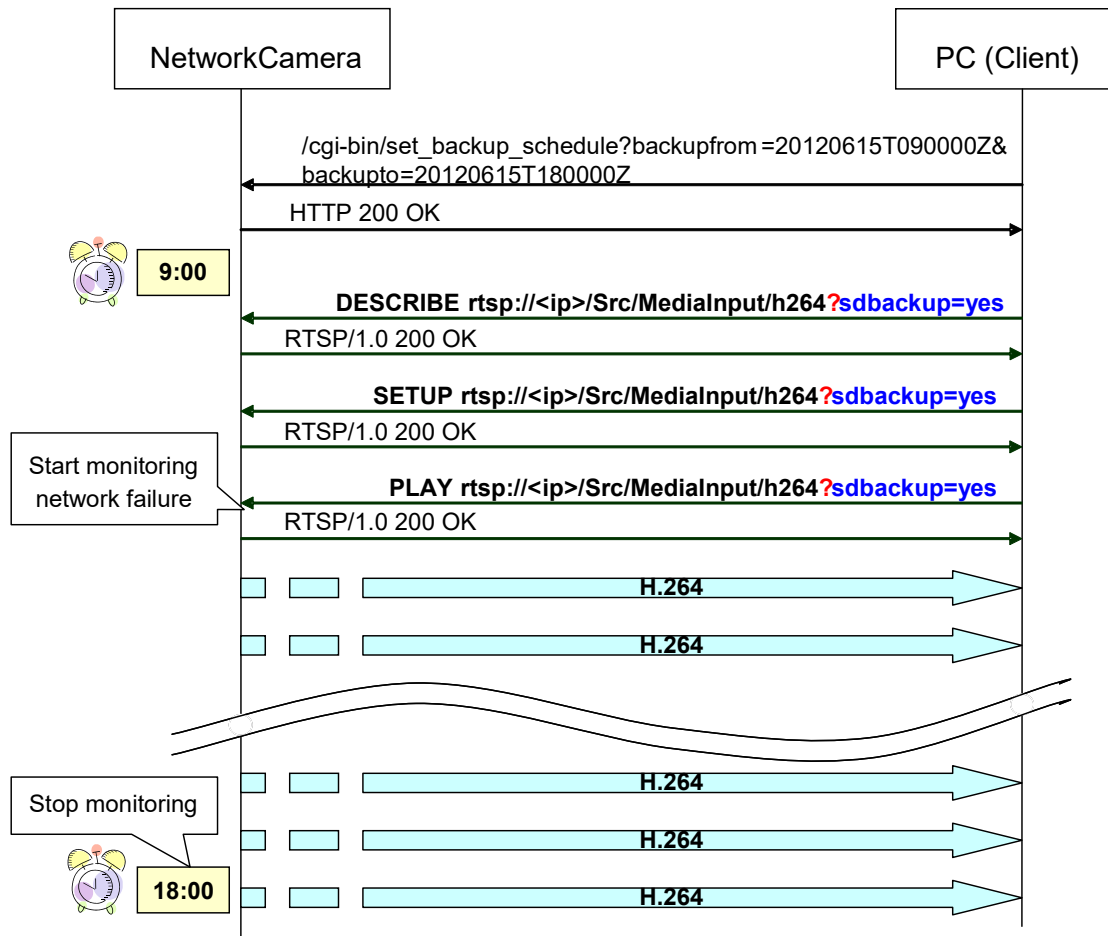 NetworkCamera
PC (Client)
/cgi-bin/set_backup_schedule?backupfrom=20120615T090000Z&
backupto=20120615T180000Z
HTTP 200 OK
9:00
DESCRIBE rtsp://<ip>/Src/MediaInput/h264?sdbackup=yes
RTSP/1.0 200 OK
SETUP rtsp://<ip>/Src/MediaInput/h264?sdbackup=yes
RTSP/1.0 200 OK
Start monitoring
network failure
PLAY rtsp://<ip>/Src/MediaInput/h264?sdbackup=yes
RTSP/1.0 200 OK
H.264
H.264
H.264
Stop monitoring
H.264
18:00
H.264